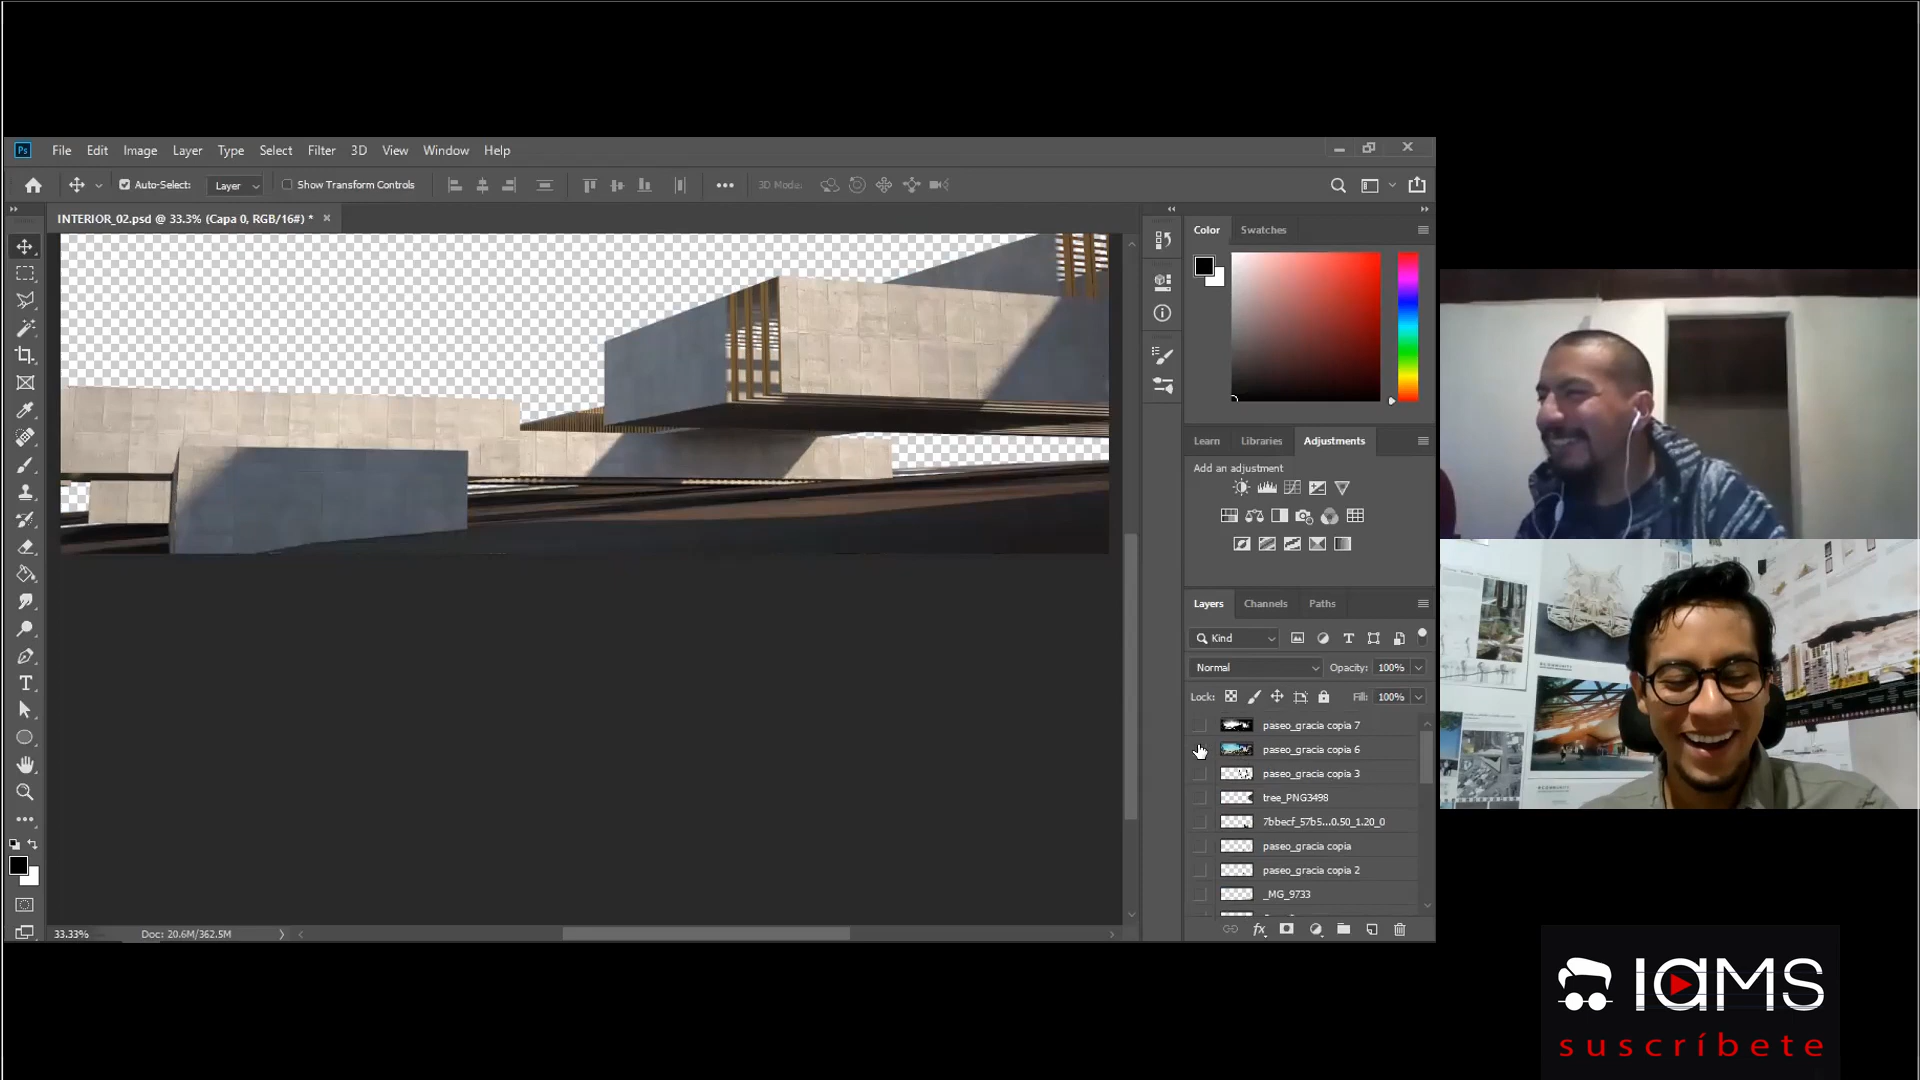 Ps File Edit Image Layer Type Select Filter 3D View Window Help
Auto-Select: Layer Show Transform Controls 3D Mode:
INTERIOR_02.psd @ 33.3% (Capa 0, RGB/16#) *
Color Swatches
Learn Libraries Adjustments
Add an adjustment
Layers Channels Paths
Kind
Normal Opacity: 100%
Lock: Fill: 100%
paseo_gracia copia 7
paseo_gracia copia 6
paseo_gracia copia 3
tree_PNG3498
7bbecf_57b5...0.50_1.20_0
paseo_gracia copia
paseo_gracia copia 2
_MG_9733
33.33% Doc: 20.6M/362.5M
IaMS
suscríbete